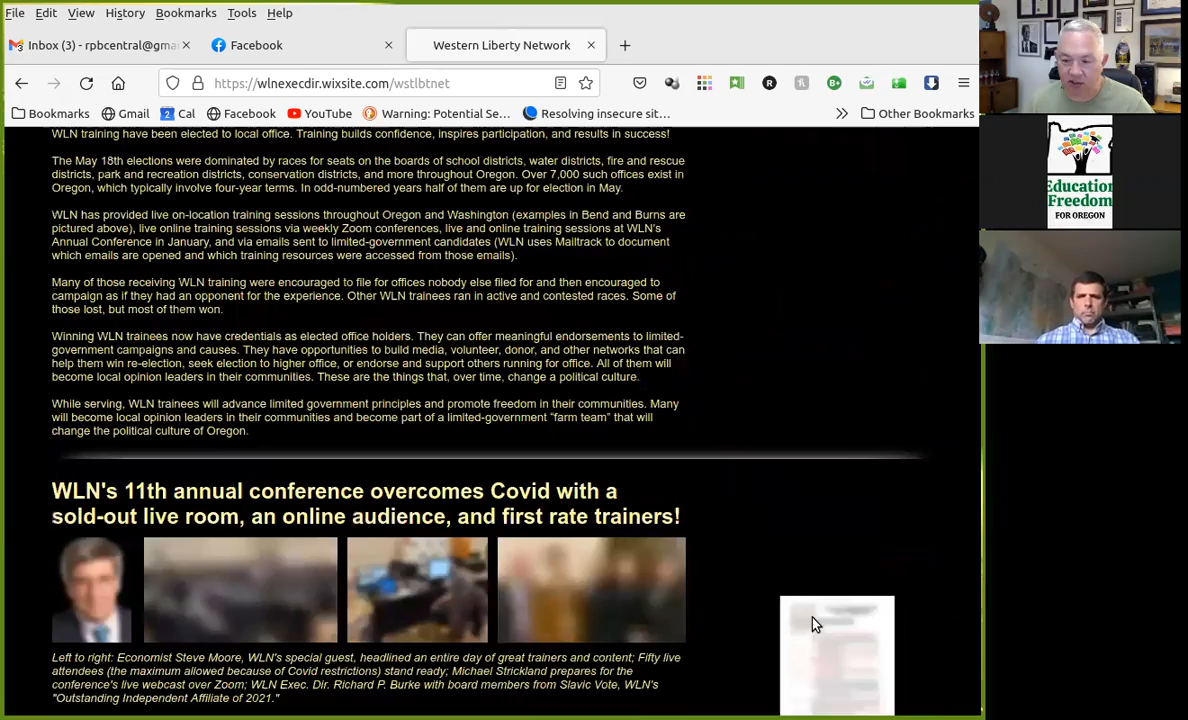 File Edit View History Bookmarks Tools Help
Inbox (3) - rpbcentral@gma
Facebook
Western Liberty Network
https://wlnexecdir.wixsite.com/wstlbtnet
Bookmarks Gmail Cal Facebook YouTube Warning: Potential Se... Resolving insecure sit... Other Bookmarks
WLN training have been elected to local office. Training builds confidence, inspires participation, and results in success!
The May 18th elections were dominated by races for seats on the boards of school districts, water districts, fire and rescue
districts, park and recreation districts, conservation districts, and more throughout Oregon. Over 7,000 such offices exist in
Oregon, which typically involve four-year terms. In odd-numbered years half of them are up for election in May.
WLN has provided live on-location training sessions throughout Oregon and Washington (examples in Bend and Burns are
pictured above), live online training sessions via weekly Zoom conferences, live and online training sessions at WLN's
Annual Conference in January, and via emails sent to limited-government candidates (WLN uses Mailtrack to document
which emails are opened and which training resources were accessed from those emails).
Many of those receiving WLN training were encouraged to file for offices nobody else filed for and then encouraged to
campaign as if they had an opponent for the experience. Other WLN trainees ran in active and contested races. Some of
those lost, but most of them won.
Winning WLN trainees now have credentials as elected office holders. They can offer meaningful endorsements to limited-
government campaigns and causes. They have opportunities to build media, volunteer, donor, and other networks that can
help them win re-election, seek election to higher office, or endorse and support others running for office. All of them will
become local opinion leaders in their communities. These are the things that, over time, change a political culture.
While serving, WLN trainees will advance limited government principles and promote freedom in their communities. Many
will become local opinion leaders in their communities and become part of a limited-government “farm team” that will
change the political culture of Oregon.
WLN's 11th annual conference overcomes Covid with a
sold-out live room, an online audience, and first rate trainers!
Left to right: Economist Steve Moore, WLN's special guest, headlined an entire day of great trainers and content; Fifty live
attendees (the maximum allowed because of Covid restrictions) stand ready; Michael Strickland prepares for the
conference's live webcast over Zoom; WLN Exec. Dir. Richard P. Burke with board members from Slavic Vote, WLN's
"Outstanding Independent Affiliate of 2021."
Education
Freedom
FOR OREGON